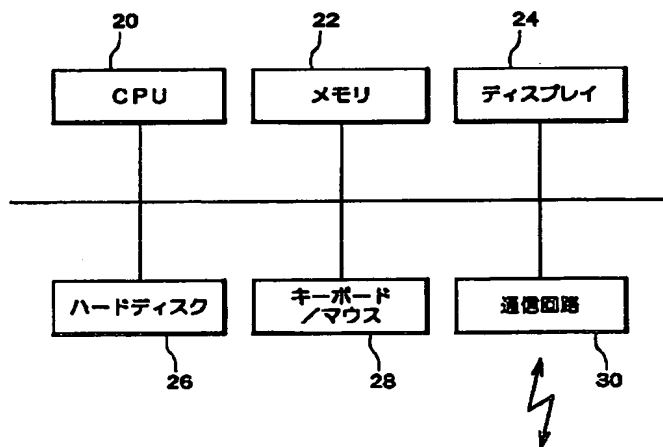 20
22
24
CPU
メモリ
ディスプレイ
ハードディスク
キーボード
/マウス
通信回路
26
28
30